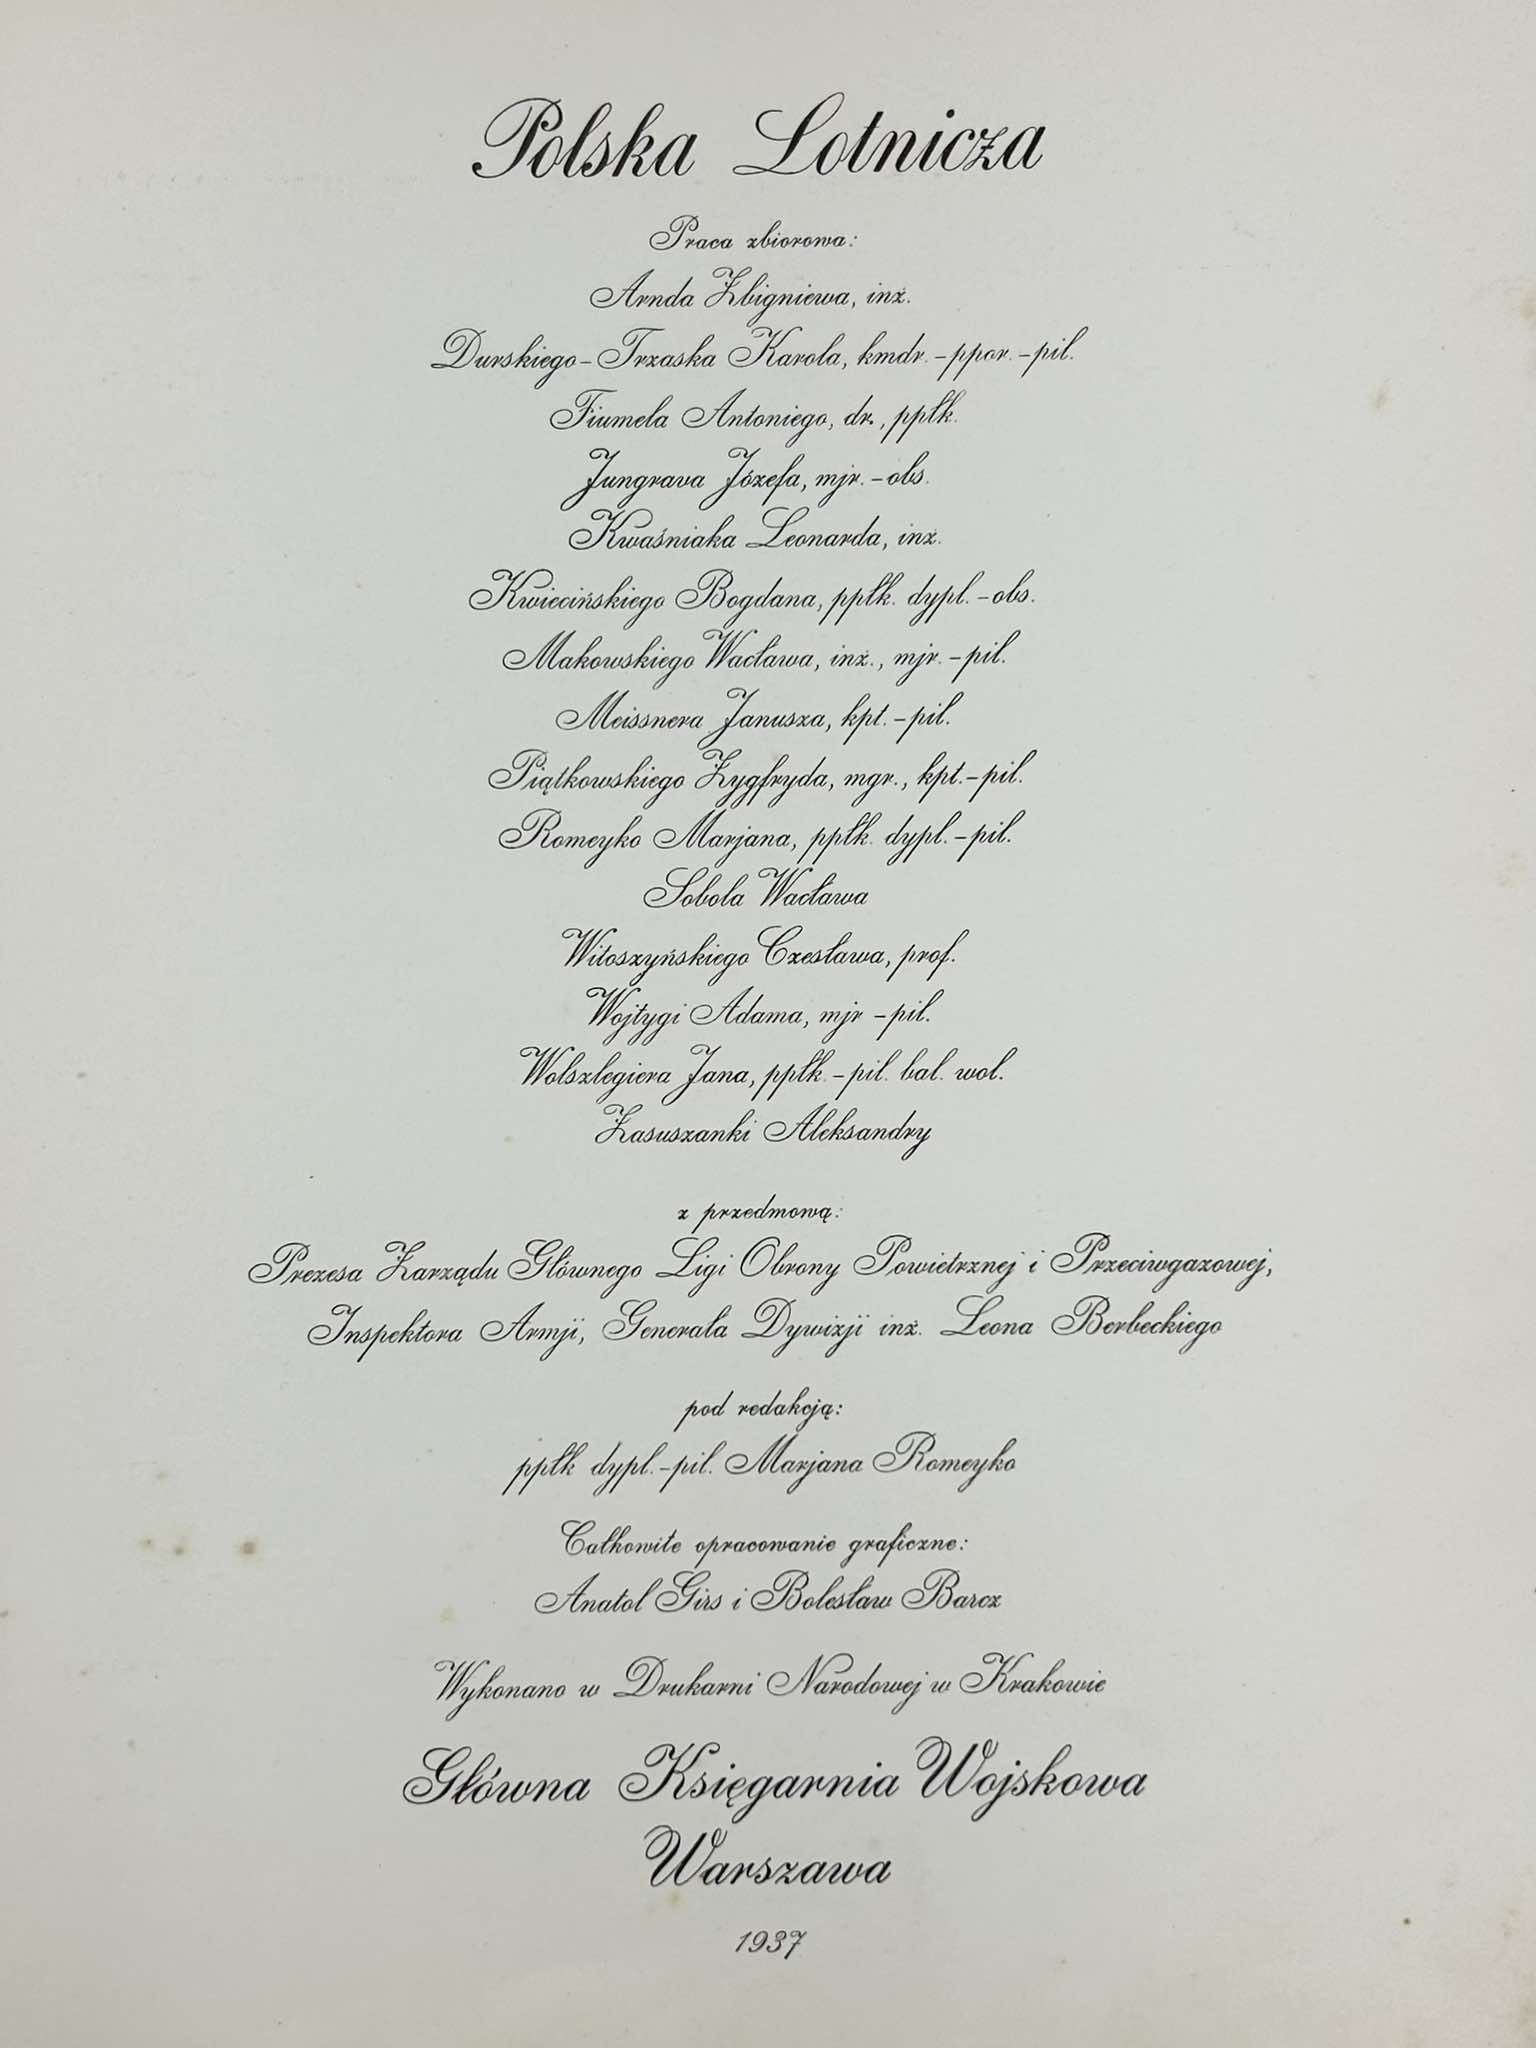 Polska Lotnicza
Praca zbiorowa:
Arnda Zbigniewa, inż.
Durskiego-Trzaska Karola, kmdr.-ppor.-pil.
Fiumela Antoniego, dr., ppłk.
Jungrava Józefa, mjr.-obs.
Kwaśniaka Leonarda, inż.
Kwiecińskiego Bogdana, ppłk. dypl.-obs.
Makowskiego Wacława, inż., mjr.-pil.
Meissnera Janusza, kpt.-pil.
Piątkowskiego Zygfryda, mgr., kpt.-pil.
Romeyko Marjana, ppłk. dypl.-pil.
Sobola Wacława
Witoszyńskiego Czesława, prof.
Wojtygi Adama, mjr -pil.
Wolszlegiera Jana, ppłk.-pil. bal. wol.
Zasuszanki Aleksandry
z przedmową:
Prezesa Zarządu Głównego Ligi Obrony Powietrznej i Przeciwgazowej,
Inspektora Armji, Generała Dywizji inż. Leona Berbeckiego
pod redakcją:
ppłk dypl.-pil. Marjana Romeyko
Całkowite opracowanie graficzne:
Anatol Girs i Bolesław Barcz
Wykonano w Drukarni Narodowej w Krakowie
Główna Księgarnia Wojskowa
Warszawa
1937